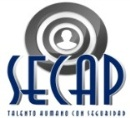 SECAP
TALENTO HUMANO CON SEGURIDAD